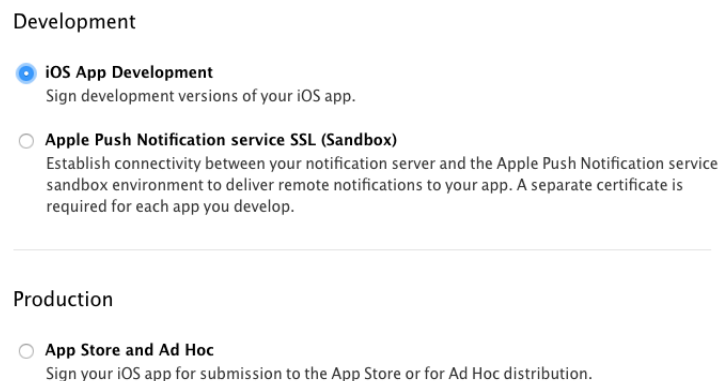 Development
iOS App Development
Sign development versions of your iOS app.
Apple Push Notification service SSL (Sandbox)
Establish connectivity between your notification server and the Apple Push Notification service
sandbox environment to deliver remote notifications to your app. A separate certificate is
required for each app you develop.
Production
App Store and Ad Hoc
Sign your iOS app for submission to the App Store or for Ad Hoc distribution.